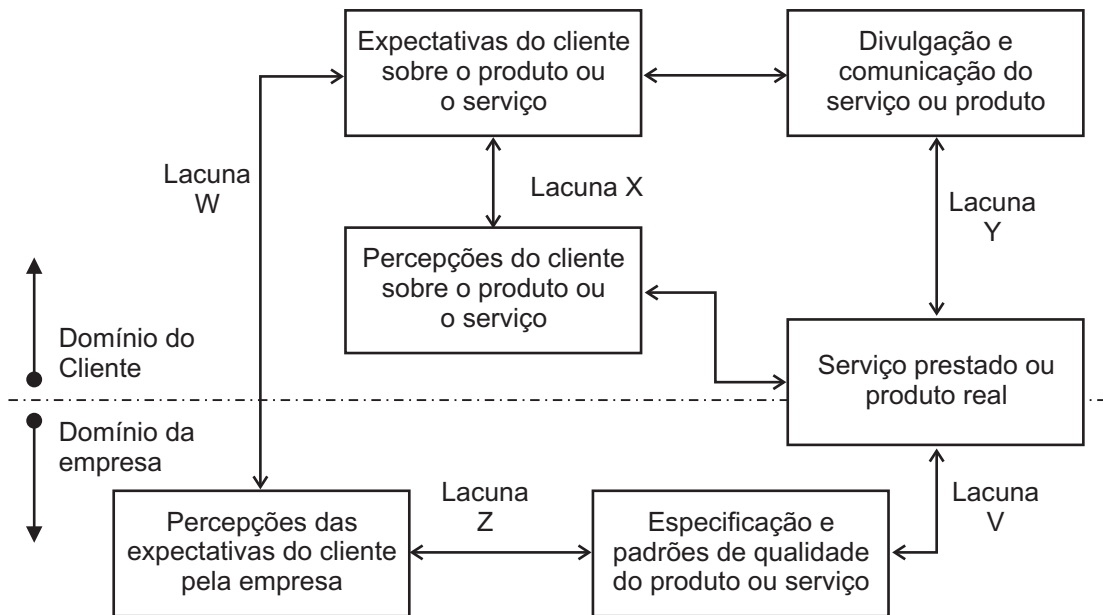 Expectativas do cliente
sobre o produto ou
o serviço
Divulgação e
comunicação do
serviço ou produto
Lacuna
W
Lacuna X
Lacuna
Y
Percepções do cliente
sobre o produto ou
o serviço
Domínio do
Cliente
Serviço prestado ou
produto real
Domínio da
empresa
Percepções das
expectativas do cliente
pela empresa
Lacuna
Z
Especificação e
padrões de qualidade
do produto ou serviço
Lacuna
V